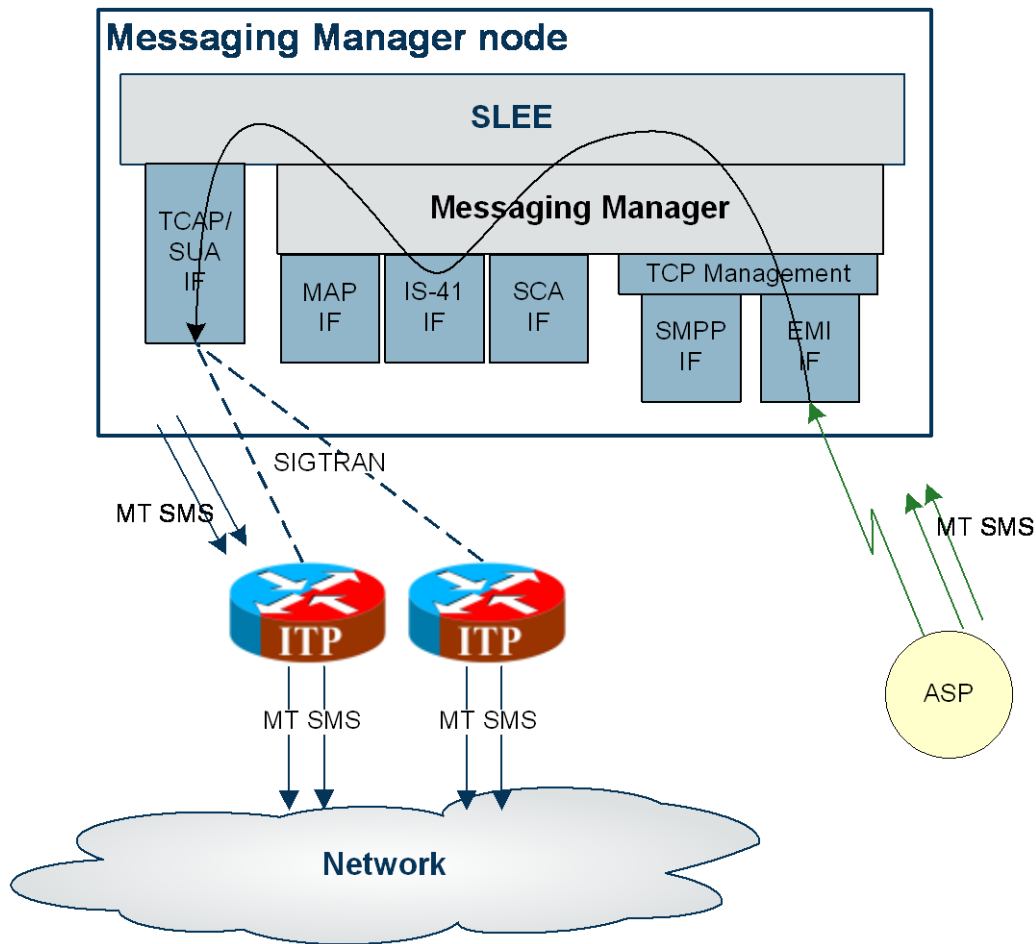 Messaging Manager node
SLEE
Messaging Manager
TCAP/
SUA
IF
MAP
IF
IS-41
IF
SCA
IF
TCP Management
SMPP
IF
EMI
IF
SIGTRAN
MT SMS
MT SMS
ITP
ITP
ASP
MT SMS
MT SMS
Network